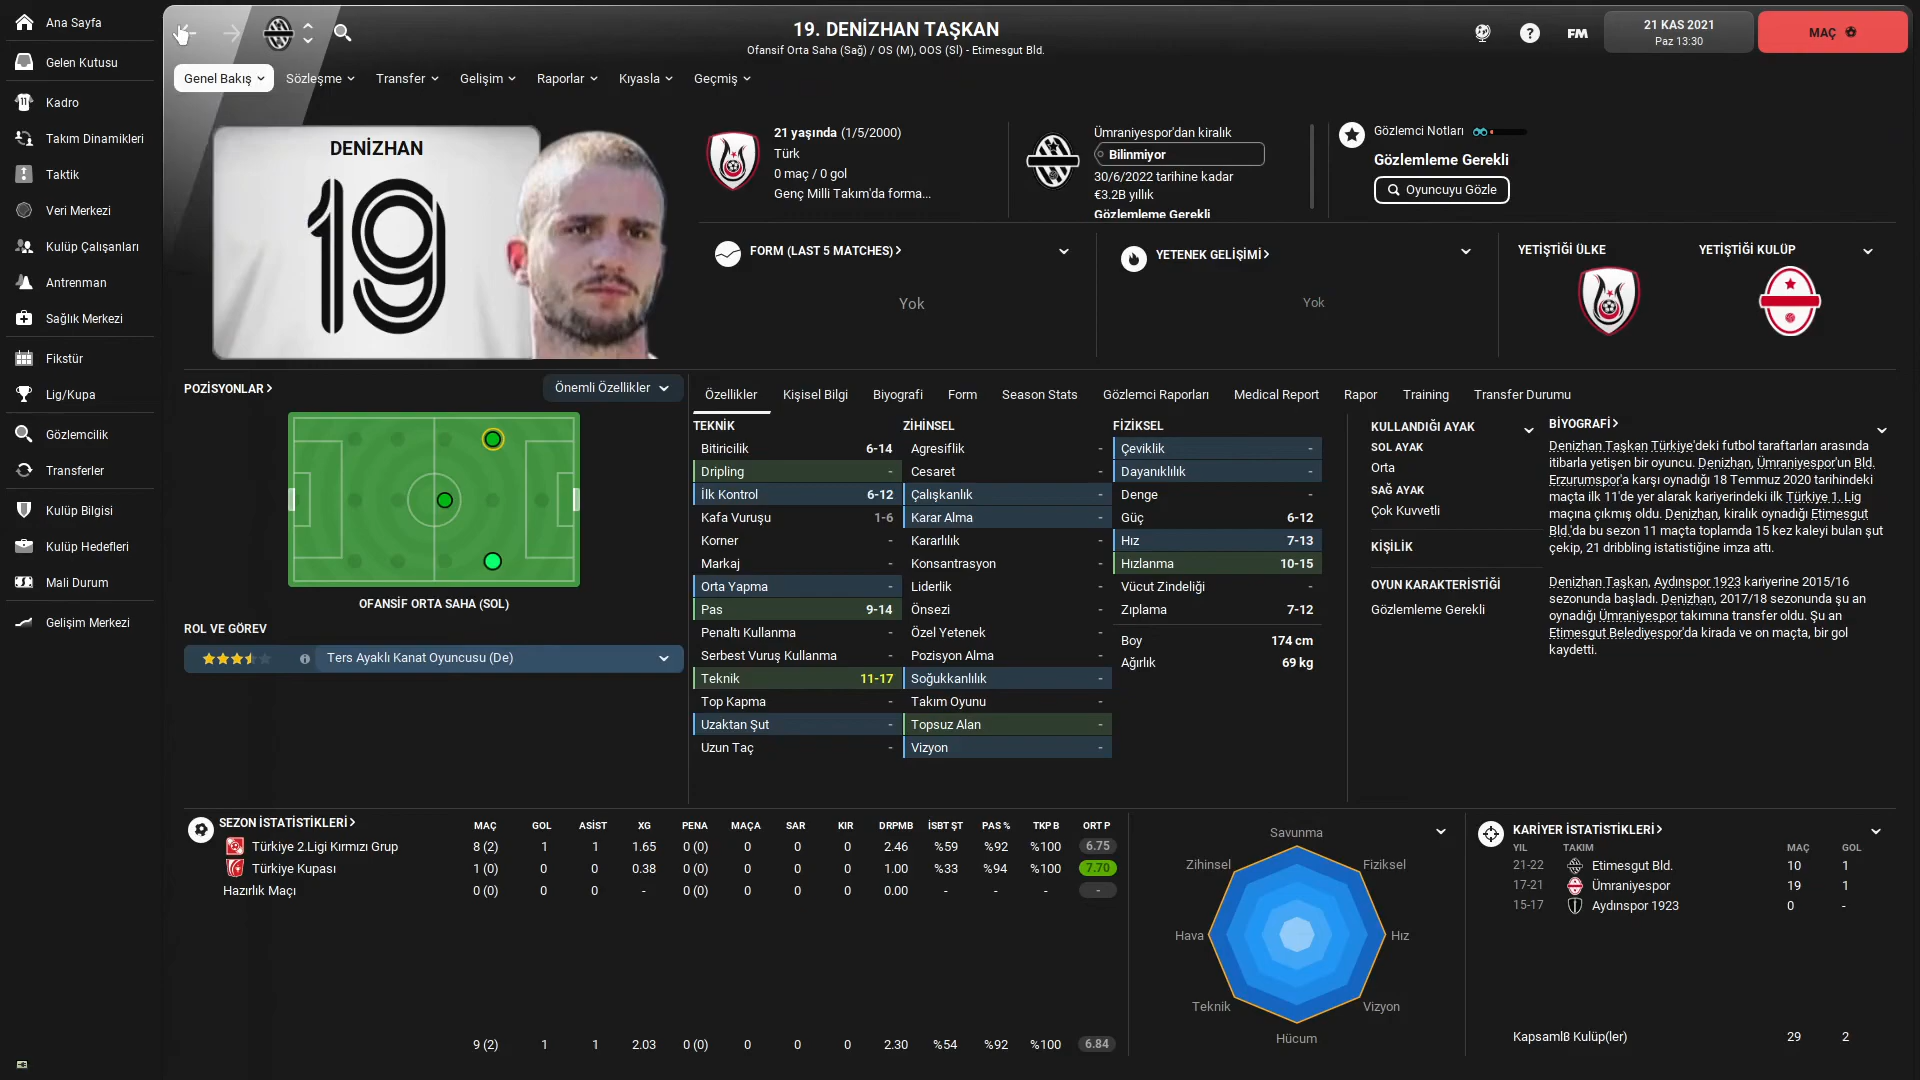 Ana Sayfa
Gelen Kutusu
Kadro
Takım Dinamikleri
Taktik
Veri Merkezi
Kulüp Çalışanları
Antrenman
Sağlık Merkezi
Fikstür
Lig/Kupa
Gözlemcilik
Transferler
Kulüp Bilgisi
Kulüp Hedefleri
Mali Durum
Gelişim Merkezi
19. DENİZHAN TAŞKAN
Ofansif Orta Saha (Sağ) / OS (M), OOS (Sl) - Etimesgut Bld.
?
FM
21 KAS 2021
Paz 13:30
MAÇ
Genel Bakış Sözleşme Transfer Gelişim Raporlar Kıyasla Geçmiş
DENİZHAN
19
21 yaşında (1/5/2000)
Türk
0 maç / 0 gol
Genç Milli Takım'da forma...
Ümraniyespor'dan kiralık
Bilinmiyor
30/6/2022 tarihine kadar
€3.2B yıllık
Gözlemleme Gerekli
Gözlemci Notları
Gözlemleme Gerekli
Oyuncuyu Gözle
FORM (LAST 5 MATCHES)
Yok
YETENEK GELİŞİMİ
Yok
YETİŞTİĞİ ÜLKE
YETİŞTİĞİ KULÜP
POZİSYONLAR
Önemli Özellikler
OFANSİF ORTA SAHA (SOL)
ROL VE GÖREV
Ters Ayaklı Kanat Oyuncusu (De)
Özellikler Kişisel Bilgi Biyografi Form Season Stats Gözlemci Raporları Medical Report Rapor Training Transfer Durumu
TEKNİK
Bitiricilik 6-14
Dripling -
İlk Kontrol 6-12
Kafa Vuruşu 1-6
Korner -
Markaj -
Orta Yapma -
Pas 9-14
Penaltı Kullanma -
Serbest Vuruş Kullanma -
Teknik 11-17
Top Kapma -
Uzaktan Şut -
Uzun Taç -
ZİHİNSEL
Agresiflik -
Cesaret -
Çalışkanlık -
Karar Alma -
Kararlılık -
Konsantrasyon -
Liderlik -
Önsezi -
Özel Yetenek -
Pozisyon Alma -
Soğukkanlılık -
Takım Oyunu -
Topsuz Alan -
Vizyon -
FİZİKSEL
Çeviklik -
Dayanıklılık -
Denge -
Güç 6-12
Hız 7-13
Hızlanma 10-15
Vücut Zindeliği -
Zıplama 7-12
Boy 174 cm
Ağırlık 69 kg
KULLANDIĞI AYAK
SOL AYAK
Orta
SAĞ AYAK
Çok Kuvvetli
KİŞİLİK
OYUN KARAKTERİSTİĞİ
Gözlemleme Gerekli
BİYOGRAFİ
Denizhan Taşkan Türkiye'deki futbol taraftarları arasında
itibarla yetişen bir oyuncu. Denizhan, Ümraniyespor'un Bld.
Erzurumspor'a karşı oynadığı 18 Temmuz 2020 tarihindeki
maçta ilk 11'de yer alarak kariyerindeki ilk Türkiye 1. Lig
maçına çıkmış oldu. Denizhan, kiralık oynadığı Etimesgut
Bld.'da bu sezon 11 maçta toplamda 15 kez kaleyi bulan şut
çekip, 21 dribbling istatistiğine imza attı.
Denizhan Taşkan, Aydınspor 1923 kariyerine 2015/16
sezonunda başladı. Denizhan, 2017/18 sezonunda şu an
oynadığı Ümraniyespor takımına transfer oldu. Şu an
Etimesgut Belediyespor'da kirada ve on maçta, bir gol
kaydetti.
SEZON İSTATİSTİKLERİ MAÇ GOL ASİST XG PENA MAÇA SAR KIR DRPMB İSBT ŞT PAS % TKP B ORT P
Türkiye 2.Ligi Kırmızı Grup 8 (2) 1 1 1.65 0 (0) 0 0 0 2.46 %59 %92 %100 6.75
Türkiye Kupası 1 (0) 0 0 0.38 0 (0) 0 0 0 1.00 %33 %94 %100 7.70
Hazırlık Maçı 0 (0) 0 0 - 0 (0) 0 0 0 0.00 - - - -
9 (2) 1 1 2.03 0 (0) 0 0 0 2.30 %54 %92 %100 6.84
Savunma
Zihinsel Fiziksel
Hava Hız
Teknik Vizyon
Hücum
KARİYER İSTATİSTİKLERİ
YIL TAKIM MAÇ GOL
21-22 Etimesgut Bld. 10 1
17-21 Ümraniyespor 19 1
15-17 Aydınspor 1923 0 -
Kapsamlß Kulüp(ler) 29 2